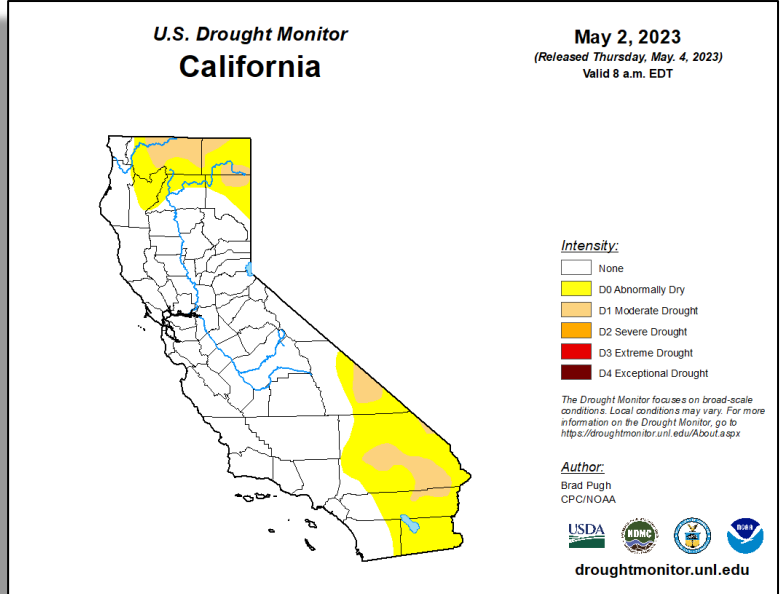 U.S. Drought Monitor
California
May 2, 2023
(Released Thursday, May. 4, 2023)
Valid 8 a.m. EDT
Intensity:
None
D0 Abnormally Dry
D1 Moderate Drought
D2 Severe Drought
D3 Extreme Drought
D4 Exceptional Drought
The Drought Monitor focuses on broad-scale
conditions. Local conditions may vary. For more
information on the Drought Monitor, go to
https://droughtmonitor.unl.edu/About.aspx
Author:
Brad Pugh
CPC/NOAA
USDA
NDMC
NOAA
droughtmonitor.unl.edu